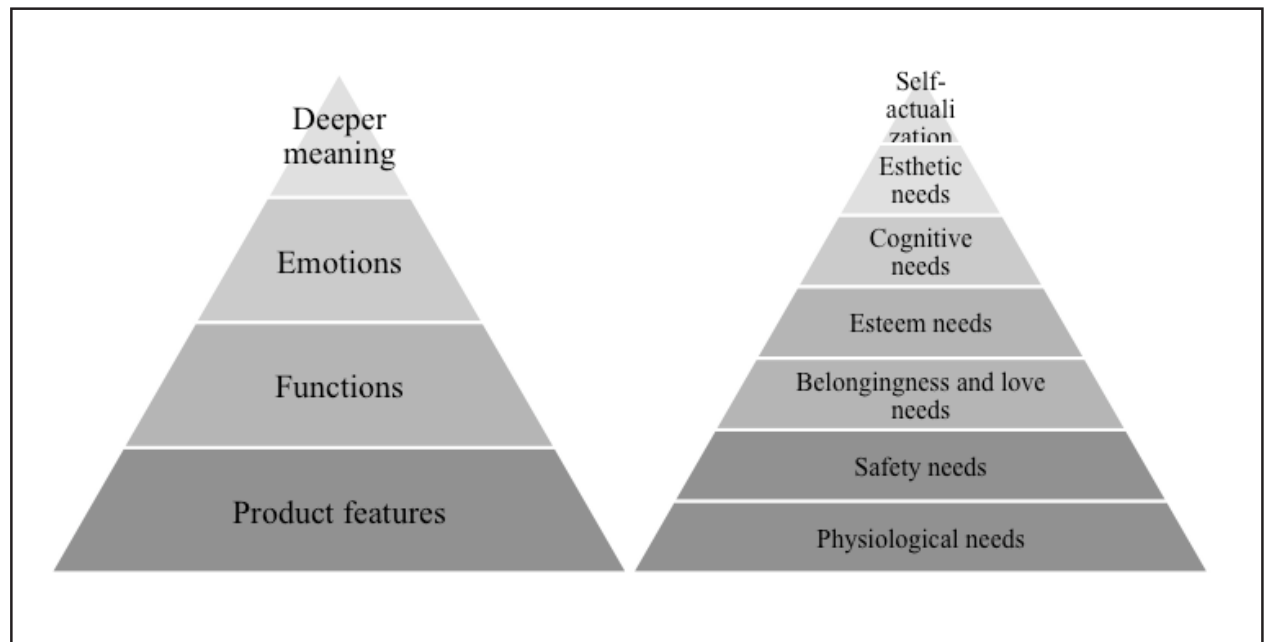 Deeper
meaning
Emotions
Functions
Product features
Self-
actuali
zation
Esthetic
needs
Cognitive
needs
Esteem needs
Belongingness and love
needs
Safety needs
Physiological needs